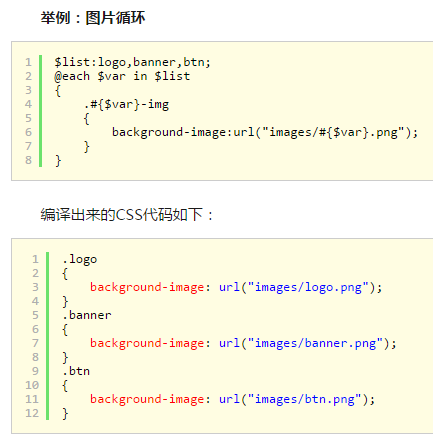 举例：图片循环
1 $list:logo,banner,btn;
2 @each $var in $list
3 {
4     .#{$var}-img
5     {
6         background-image:url("images/#{$var}.png");
7     }
8 }
编译出来的CSS代码如下：
1 .logo
2 {
3     background-image: url("images/logo.png");
4 }
5 .banner
6 {
7     background-image: url("images/banner.png");
8 }
9 .btn
10 {
11     background-image: url("images/btn.png");
12 }